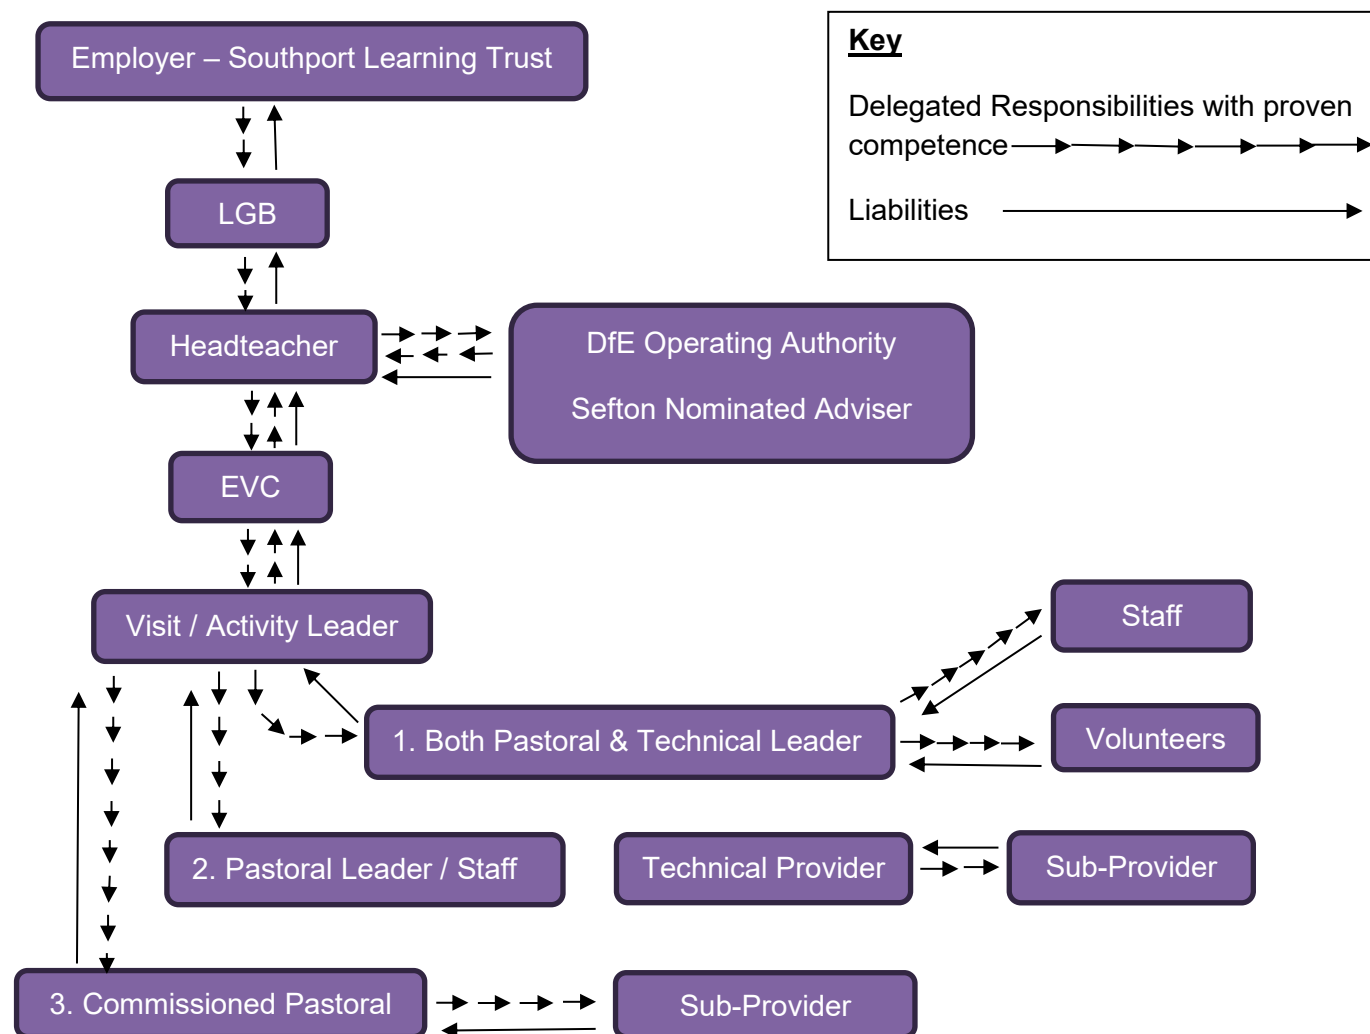 Employer – Southport Learning Trust
Key
Delegated Responsibilities with proven
competence
Liabilities
LGB
Headteacher
DfE Operating Authority
Sefton Nominated Adviser
EVC
Visit / Activity Leader
Staff
1. Both Pastoral & Technical Leader
Volunteers
2. Pastoral Leader / Staff
Technical Provider
Sub-Provider
3. Commissioned Pastoral
Sub-Provider